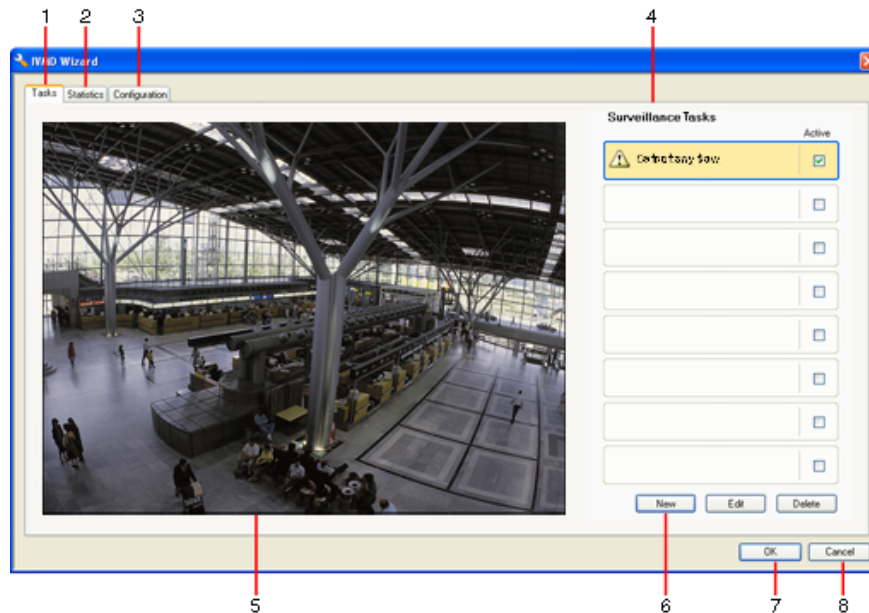 1 2 3 4
Wizard
Tasks Statistics Configuration
Surveillance Tasks
Active
New Edit Delete
OK Cancel
5 6 7 8